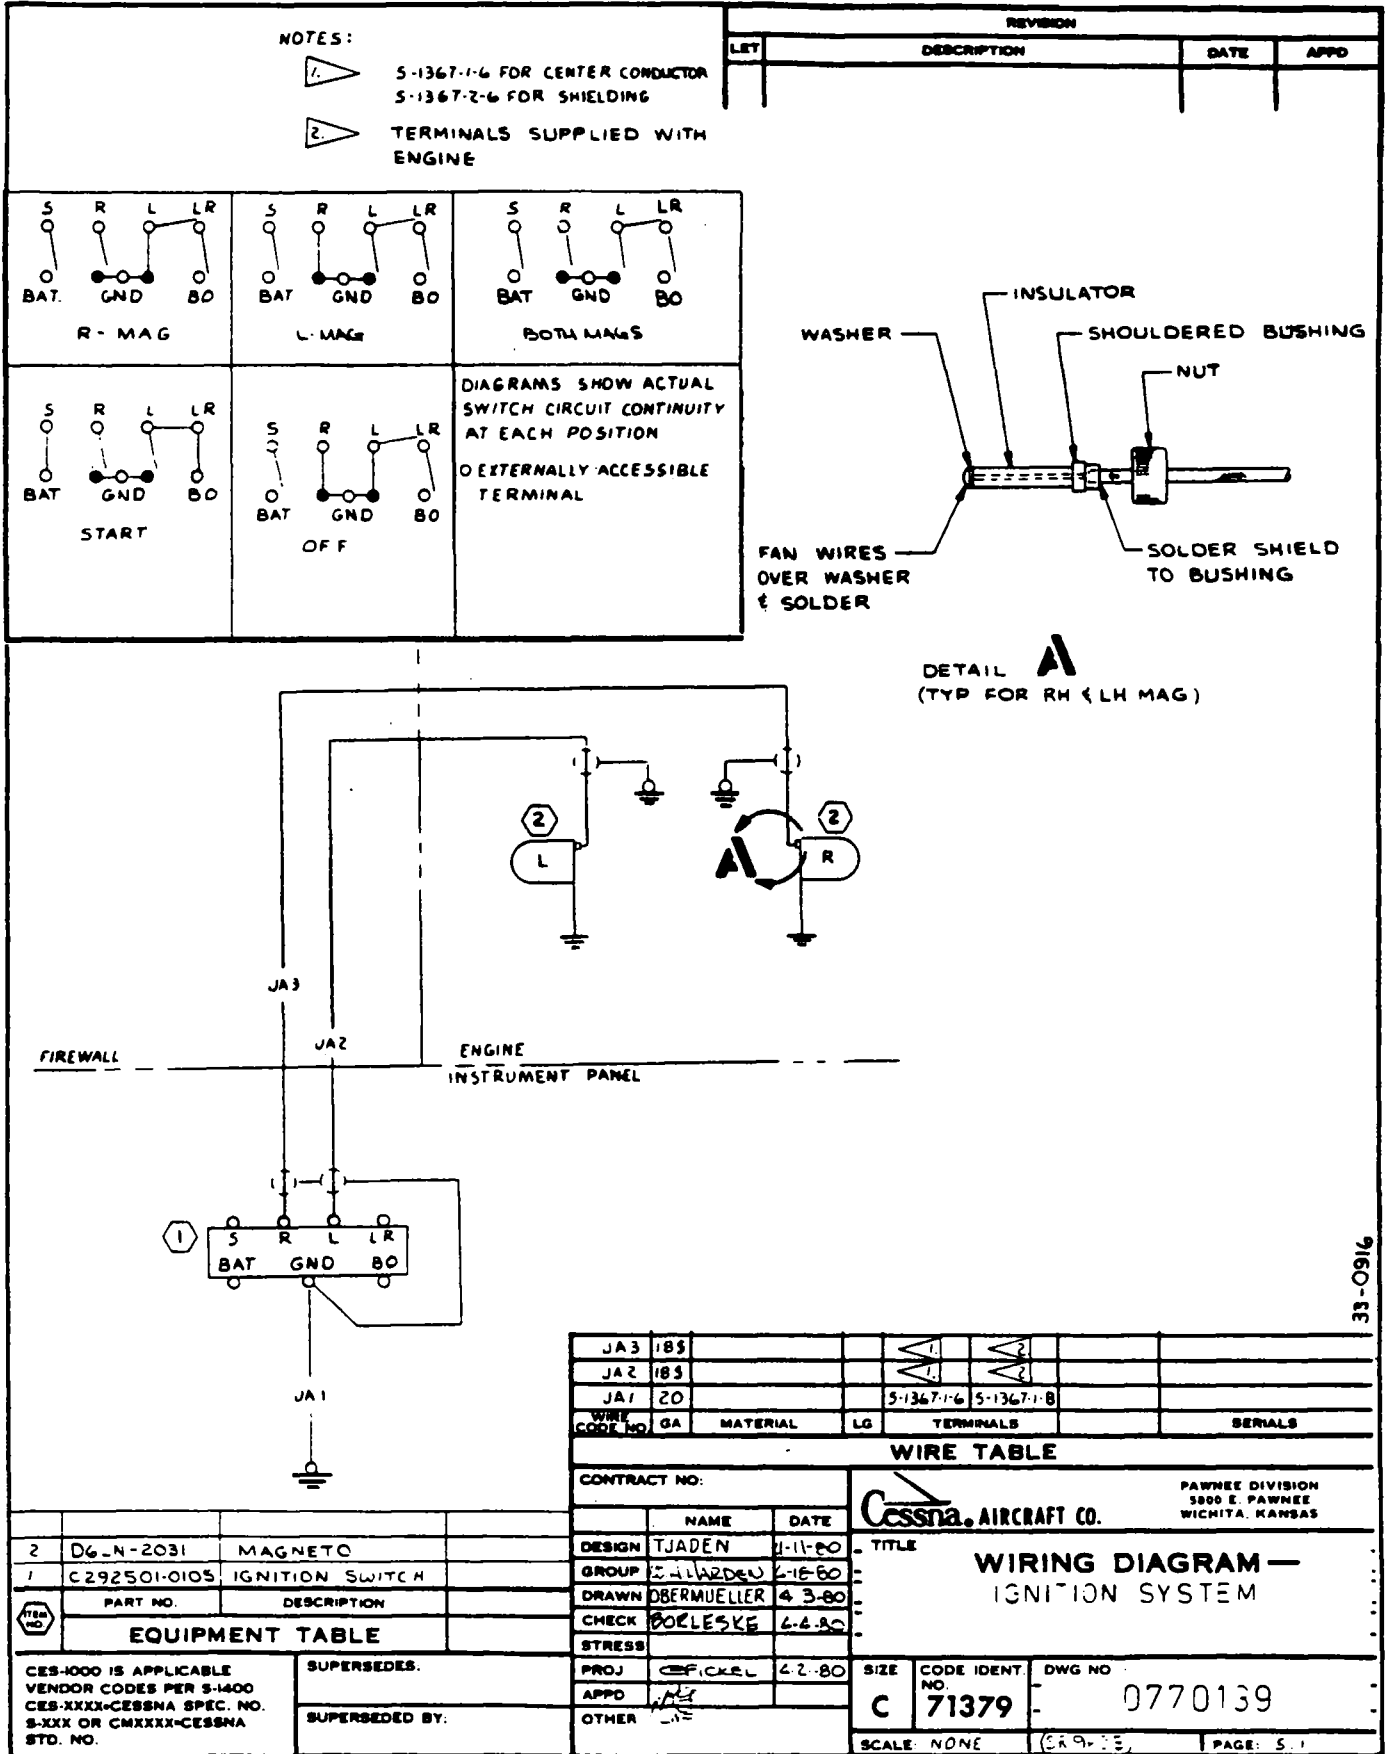 NOTES:
1. S-1367-1-6 FOR CENTER CONDUCTOR
S-1367-2-6 FOR SHIELDING
2. TERMINALS SUPPLIED WITH
ENGINE
REVISION
LET DESCRIPTION DATE APPD
S R L LR
BAT. GND BO
R - MAG
S R L LR
BAT GND BO
L-MAG
S R L LR
BAT GND BO
BOTH MAGS
S R L LR
BAT GND BO
START
S R L LR
BAT GND BO
OFF
DIAGRAMS SHOW ACTUAL
SWITCH CIRCUIT CONTINUITY
AT EACH POSITION
O EXTERNALLY ACCESSIBLE
TERMINAL
INSULATOR
WASHER
SHOULDERED BUSHING
NUT
FAN WIRES
OVER WASHER
& SOLDER
SOLDER SHIELD
TO BUSHING
DETAIL A
(TYP FOR RH & LH MAG)
2
L
A
2
R
JA3
JA2
FIREWALL
ENGINE
INSTRUMENT PANEL
1
S R L LR
BAT GND BO
JA1
33-0916
JA3 18S 1. 2
JA2 18S 1. 2
JA1 20 S-1367-1-6 S-1367-1-8
WIRE CODE NO GA MATERIAL LG TERMINALS SERIALS
WIRE TABLE
2 D6-N-2031 MAGNETO
1 C292501-0105 IGNITION SWITCH
ITEM NO PART NO. DESCRIPTION
EQUIPMENT TABLE
CES-1000 IS APPLICABLE
VENDOR CODES PER S-1400
CES-XXXX=CESSNA SPEC. NO.
S-XXX OR CMXXXX=CESSNA
STD. NO.
SUPERSEDES.
SUPERSEDED BY:
CONTRACT NO:
NAME DATE
DESIGN TJADEN 4-11-80
GROUP
DRAWN OBERMUELLER 4 3-80
CHECK BORLESKE
STRESS
PROJ
APPD
OTHER
Cessna. AIRCRAFT CO.
PAWNEE DIVISION
5800 E. PAWNEE
WICHITA, KANSAS
TITLE
WIRING DIAGRAM —
IGNITION SYSTEM
SIZE
C
CODE IDENT. NO.
71379
DWG NO
0770139
SCALE: NONE
PAGE: 5.1